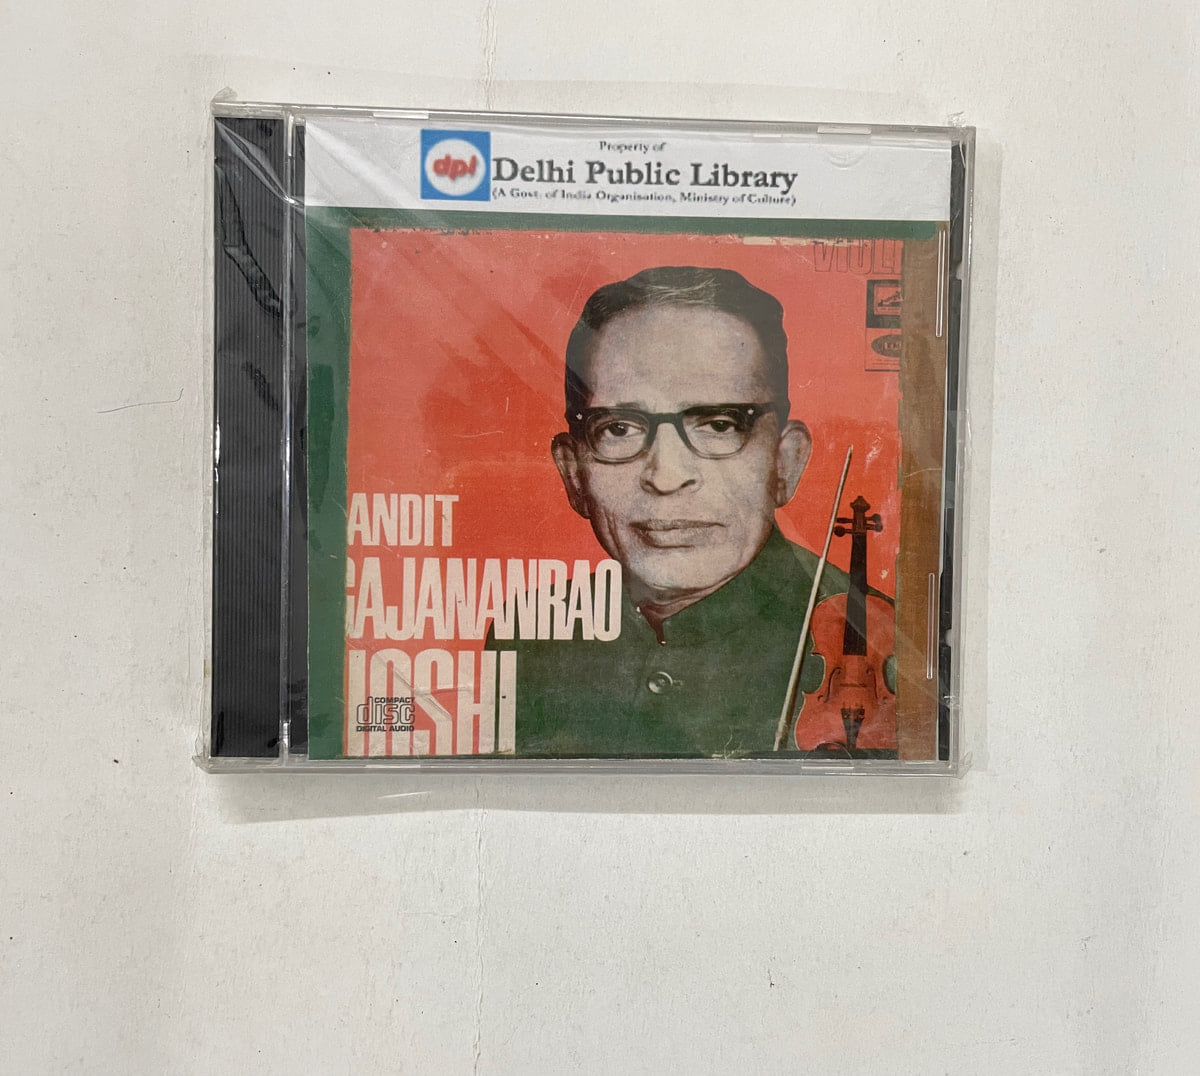 dpl
Property of
Delhi Public Library
(A Govt. of India Organisation, Ministry of Culture)
VIOLI
ANDIT
GAJANANRAO
JOSHI
COMPACT
disc
DIGITAL AUDIO